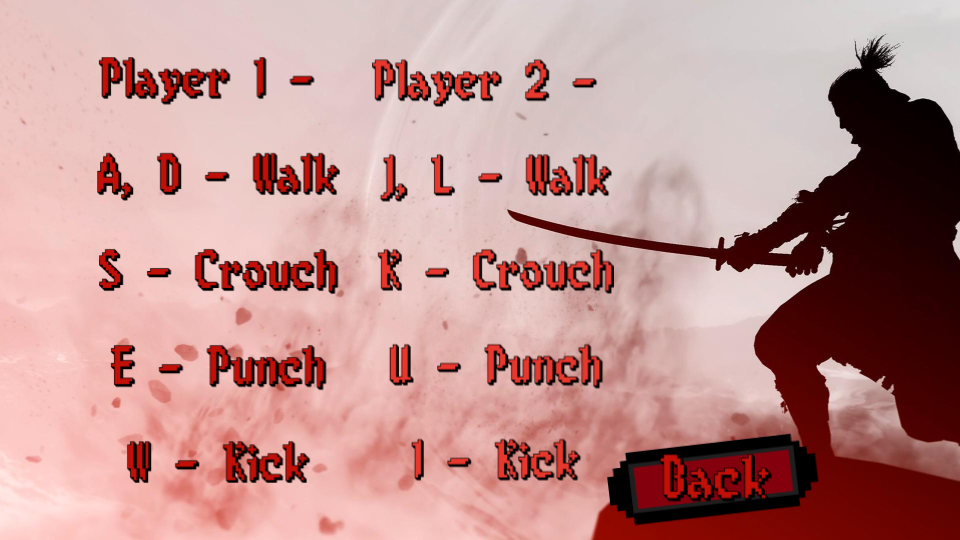 Player 1 -
A, D - Walk
S - Crouch
E - Punch
W - Kick
Player 2 -
J, L - Walk
K - Crouch
U - Punch
I - Kick
Back